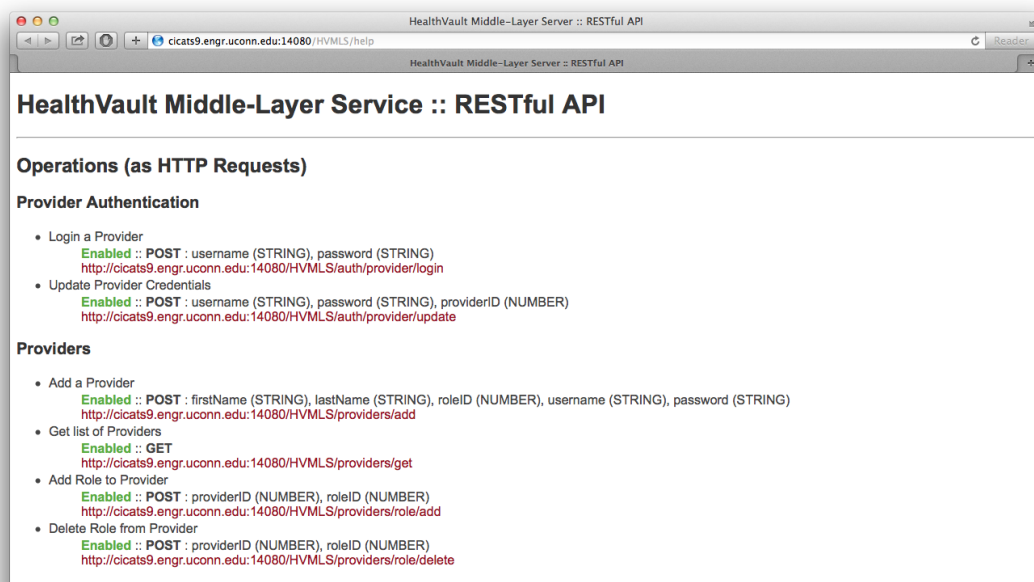 HealthVault Middle-Layer Server :: RESTful API
cicats9.engr.uconn.edu:14080/HVMLS/help
Reader
HealthVault Middle-Layer Server :: RESTful API
HealthVault Middle-Layer Service :: RESTful API
Operations (as HTTP Requests)
Provider Authentication
• Login a Provider
Enabled :: POST : username (STRING), password (STRING)
http://cicats9.engr.uconn.edu:14080/HVMLS/auth/provider/login
• Update Provider Credentials
Enabled :: POST : username (STRING), password (STRING), providerID (NUMBER)
http://cicats9.engr.uconn.edu:14080/HVMLS/auth/provider/update
Providers
• Add a Provider
Enabled :: POST : firstName (STRING), lastName (STRING), roleID (NUMBER), username (STRING), password (STRING)
http://cicats9.engr.uconn.edu:14080/HVMLS/providers/add
• Get list of Providers
Enabled :: GET
http://cicats9.engr.uconn.edu:14080/HVMLS/providers/get
• Add Role to Provider
Enabled :: POST : providerID (NUMBER), roleID (NUMBER)
http://cicats9.engr.uconn.edu:14080/HVMLS/providers/role/add
• Delete Role from Provider
Enabled :: POST : providerID (NUMBER), roleID (NUMBER)
http://cicats9.engr.uconn.edu:14080/HVMLS/providers/role/delete